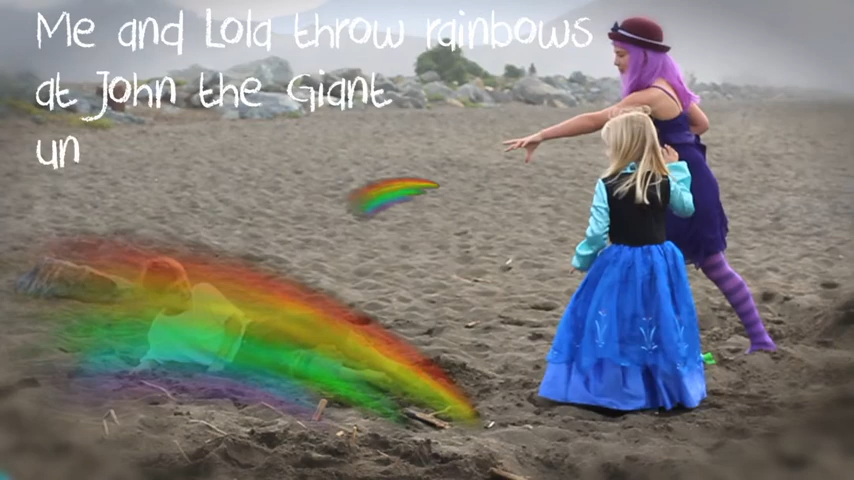 Me and Lola throw rainbows
at John the Giant
un